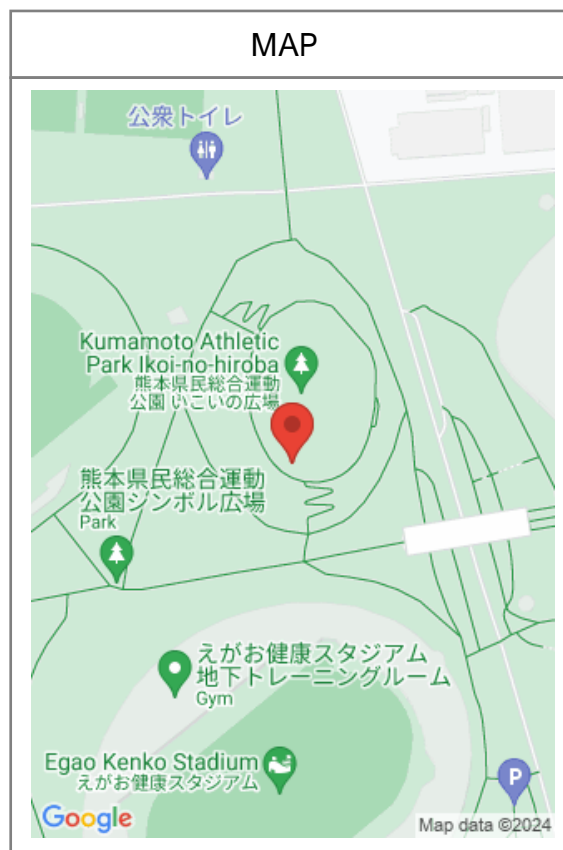 MAP
公衆トイレ
Kumamoto Athletic
Park Ikoi-no-hiroba
熊本県民総合運動
公園 いこいの広場
熊本県民総合運動
公園シンボル広場
Park
えがお健康スタジアム
地下トレーニングルーム
Gym
Egao Kenko Stadium
えがお健康スタジアム
P
Google
Map data ©2024